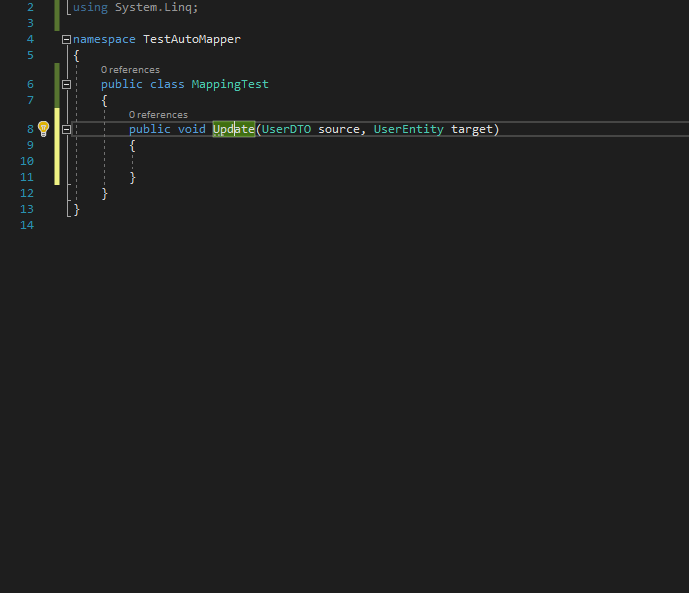 2 using System.Linq;
3
4 namespace TestAutoMapper
5 {
0 references
6 public class MappingTest
7 {
0 references
8 public void Update(UserDTO source, UserEntity target)
9 {
10
11 }
12 }
13 }
14